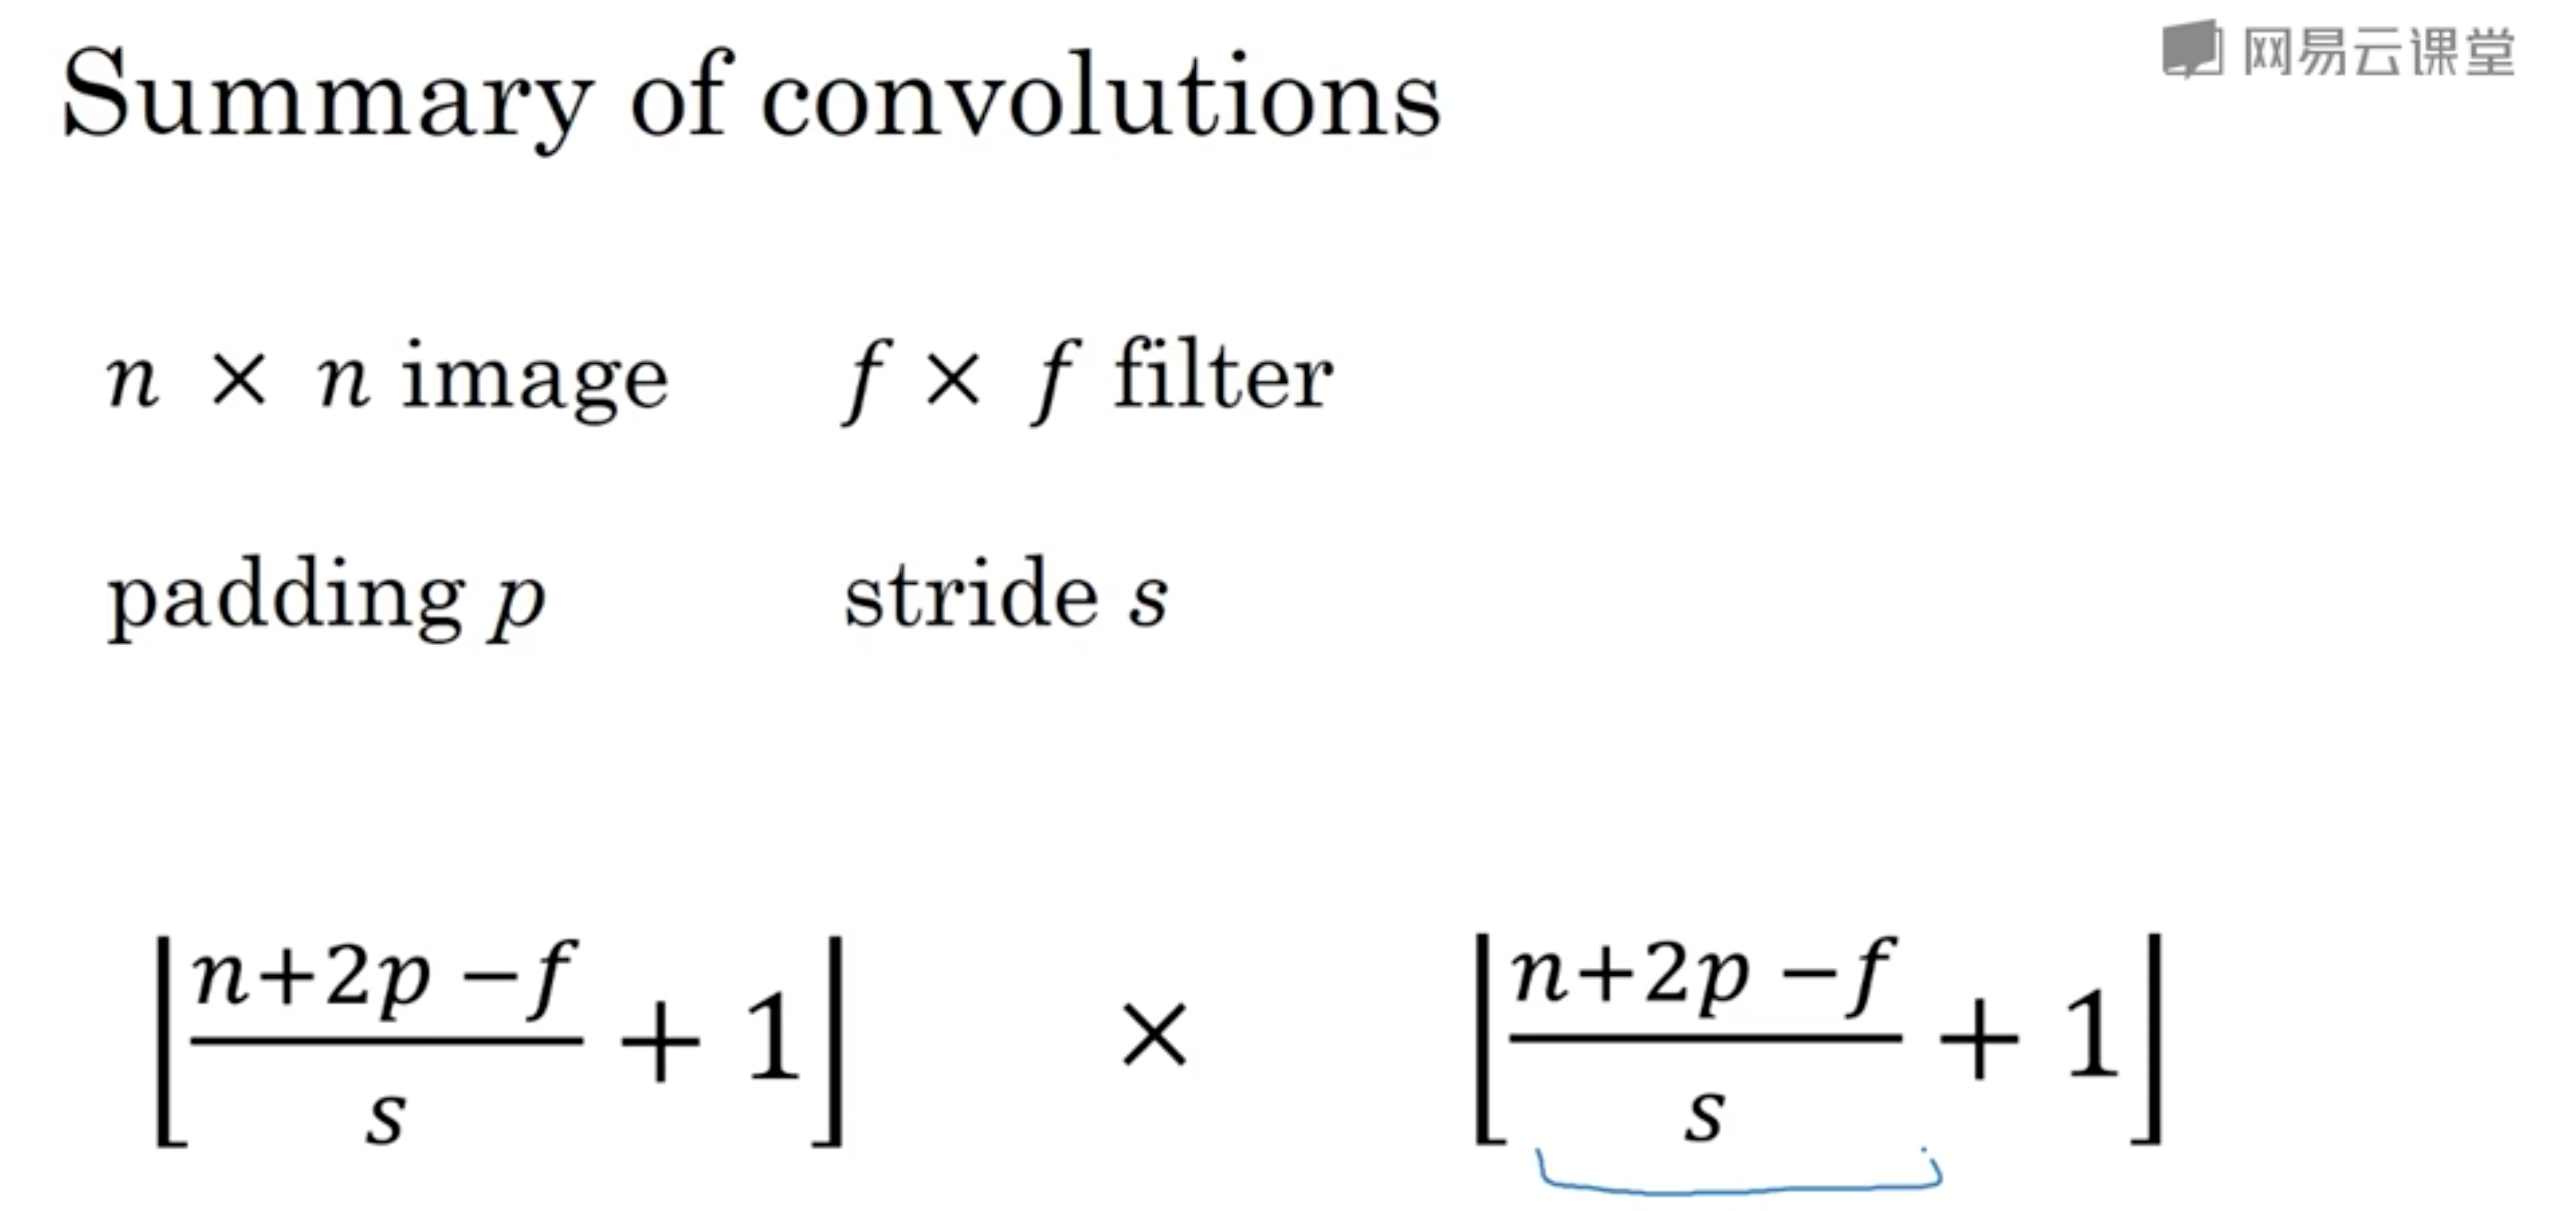 Summary of convolutions
网易云课堂
n × n image f × f filter
padding p stride s
⌊(n+2p −f)/s + 1⌋ × ⌊(n+2p −f)/s + 1⌋